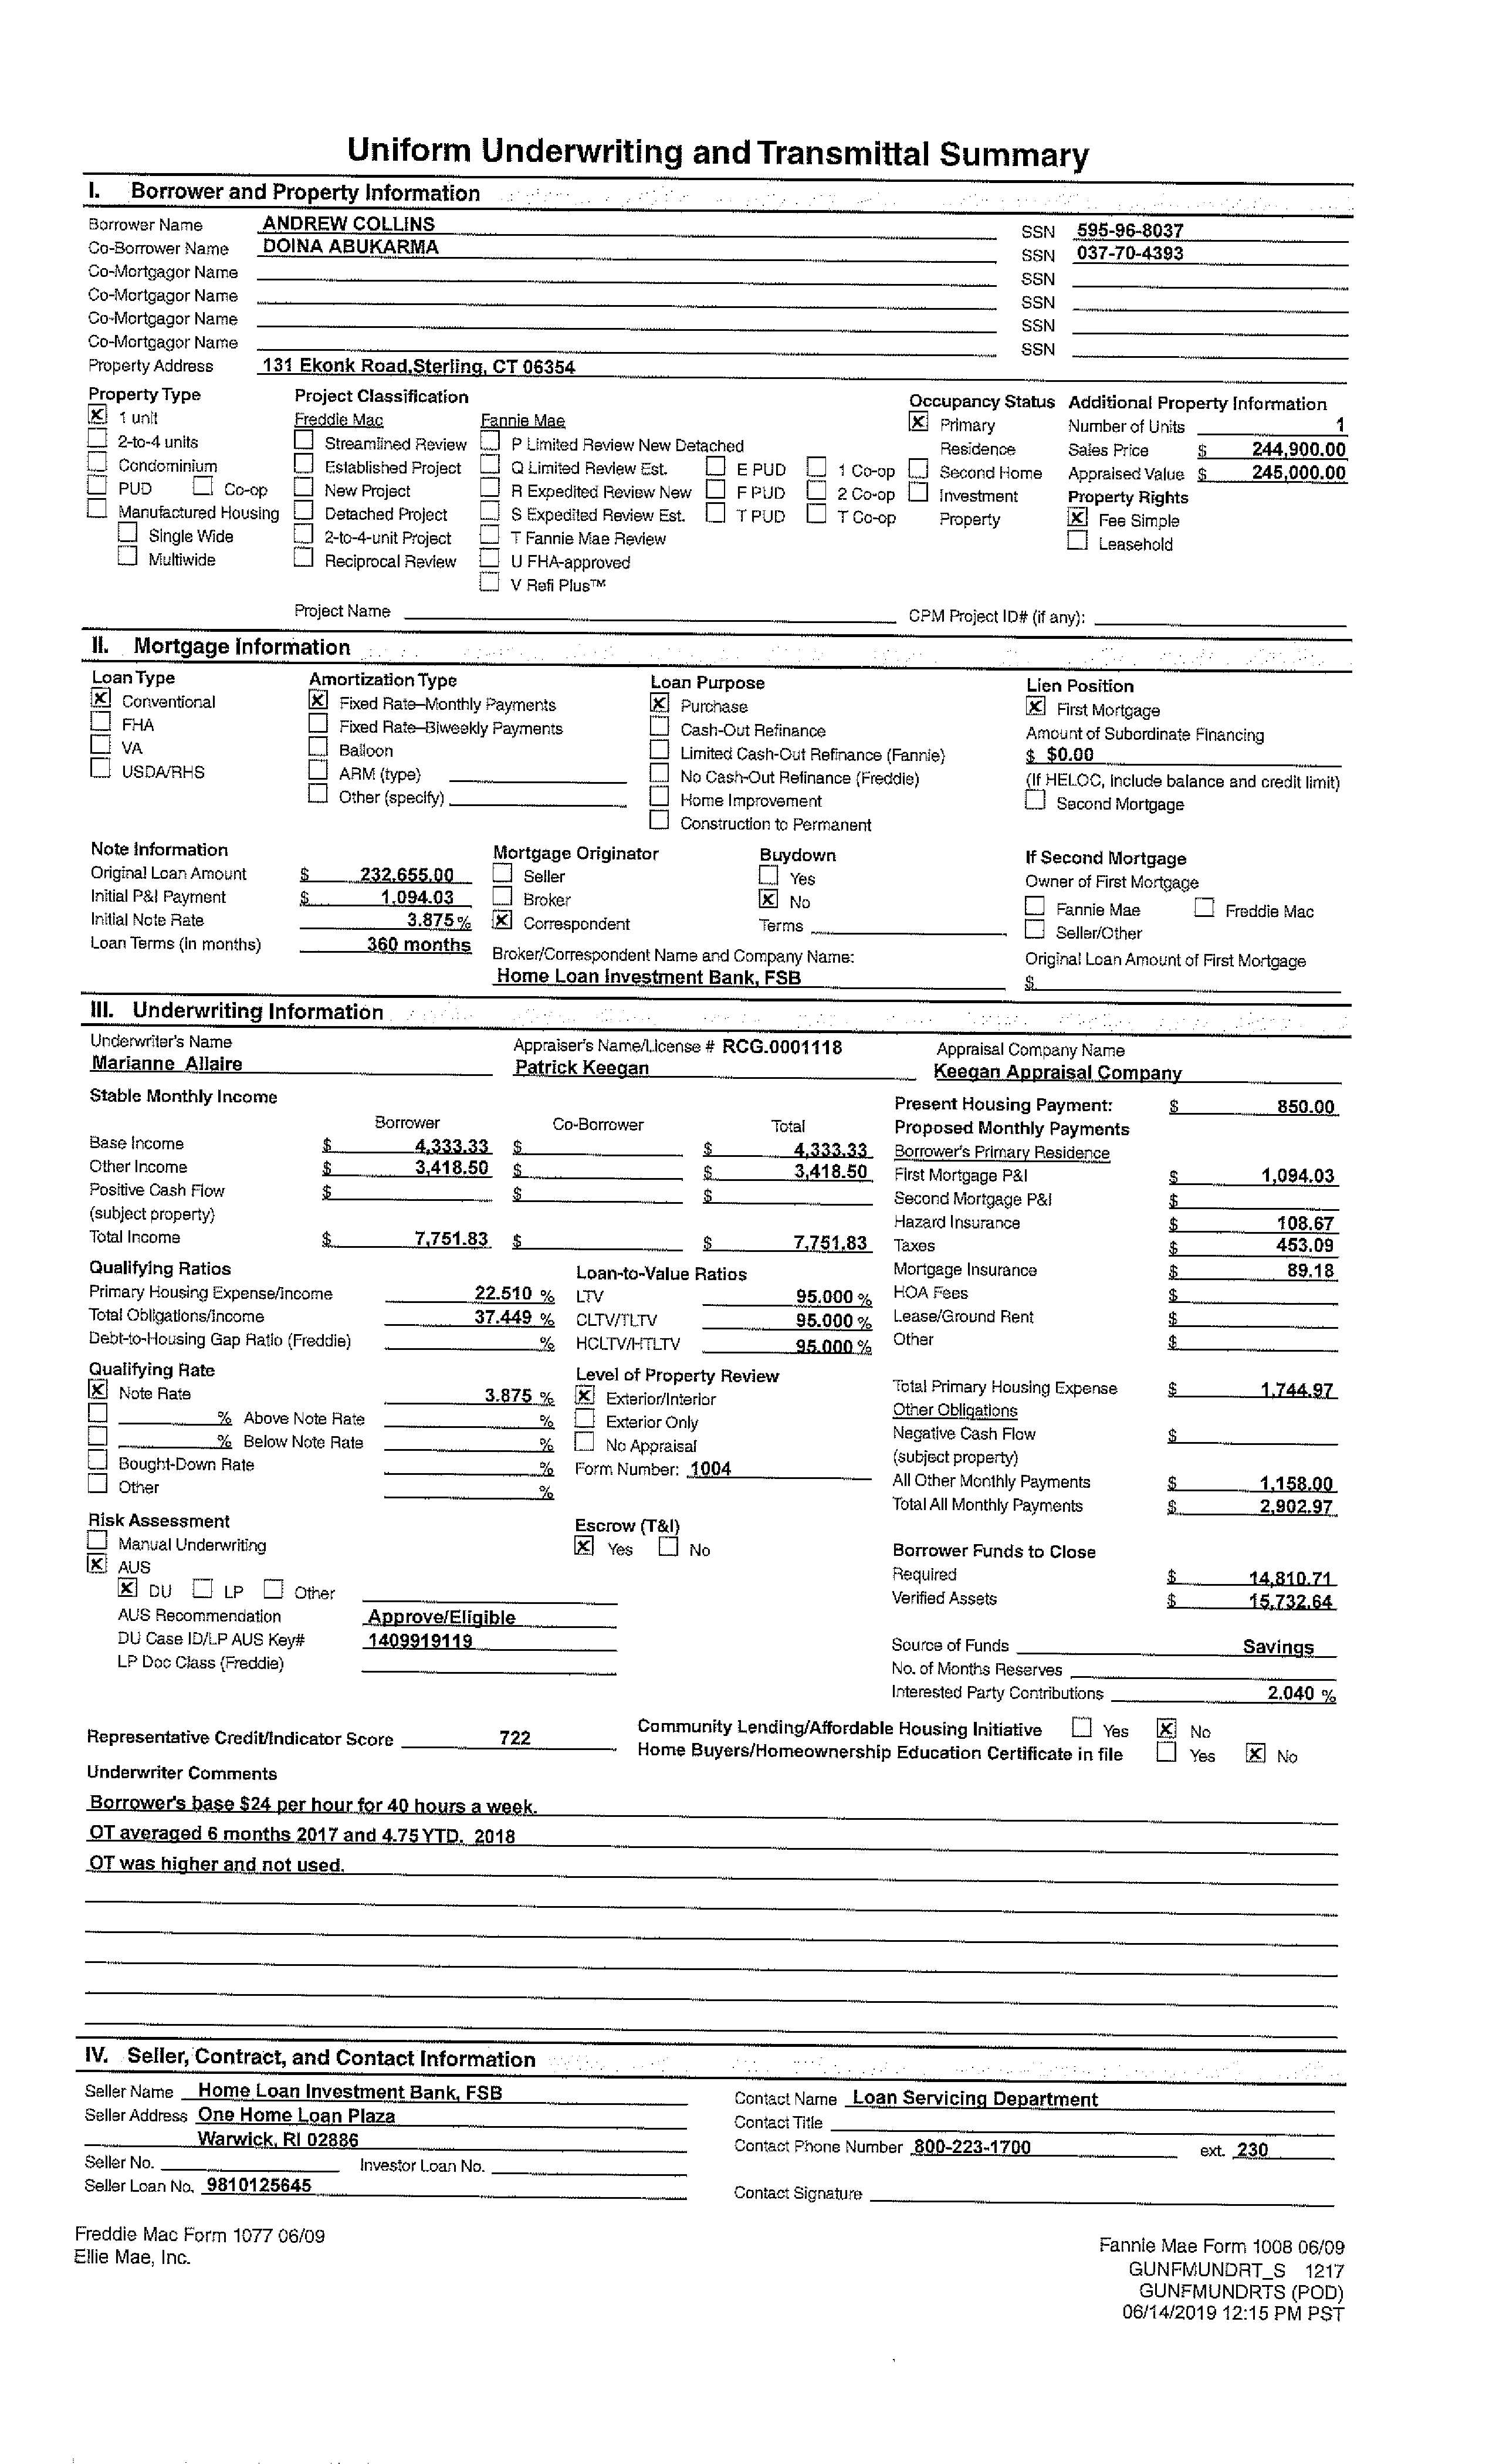 Uniform Underwriting and Transmittal Summary
I. Borrower and Property Information
Borrower Name ANDREW COLLINS SSN 595-96-8037
Co-Borrower Name DOINA ABUKARMA SSN 037-70-4393
Co-Mortgagor Name SSN
Co-Mortgagor Name SSN
Co-Mortgagor Name SSN
Co-Mortgagor Name SSN
Property Address 131 Ekonk Road,Sterling, CT 06354
Property Type Project Classification Occupancy Status Additional Property Information
[X] 1 unit Freddie Mac Fannie Mae [X] Primary Number of Units 1
2-to-4 units Streamlined Review P Limited Review New Detached Residence Sales Price $ 244,900.00
Condominium Established Project Q Limited Review Est. E PUD 1 Co-op Second Home Appraised Value $ 245,000.00
PUD Co-op New Project R Expedited Review New F PUD 2 Co-op Investment Property Rights
Manufactured Housing Detached Project S Expedited Review Est. T PUD T Co-op Property [X] Fee Simple
Single Wide 2-to-4-unit Project T Fannie Mae Review Leasehold
Multiwide Reciprocal Review U FHA-approved
V Refi Plus™
Project Name CPM Project ID# (if any):
II. Mortgage Information
Loan Type Amortization Type Loan Purpose Lien Position
[X] Conventional [X] Fixed Rate–Monthly Payments [X] Purchase [X] First Mortgage
FHA Fixed Rate–Biweekly Payments Cash-Out Refinance Amount of Subordinate Financing
VA Balloon Limited Cash-Out Refinance (Fannie) $ $0.00
USDA/RHS ARM (type) No Cash-Out Refinance (Freddie) (If HELOC, include balance and credit limit)
Other (specify) Home Improvement Second Mortgage
Construction to Permanent
Note Information Mortgage Originator Buydown If Second Mortgage
Original Loan Amount $ 232,655.00 Seller Yes Owner of First Mortgage
Initial P&I Payment $ 1,094.03 Broker [X] No Fannie Mae Freddie Mac
Initial Note Rate 3.875 % [X] Correspondent Terms Seller/Other
Loan Terms (in months) 360 months Broker/Correspondent Name and Company Name: Original Loan Amount of First Mortgage
Home Loan Investment Bank, FSB $
III. Underwriting Information
Underwriter's Name Appraiser's Name/License # RCG.0001118 Appraisal Company Name
Marianne Allaire Patrick Keegan Keegan Appraisal Company
Stable Monthly Income Present Housing Payment: $ 850.00
Borrower Co-Borrower Total Proposed Monthly Payments
Base Income $ 4,333.33 $ $ 4,333.33 Borrower's Primary Residence
Other Income $ 3,418.50 $ $ 3,418.50 First Mortgage P&I $ 1,094.03
Positive Cash Flow $ $ $ Second Mortgage P&I $
(subject property) Hazard Insurance $ 108.67
Total Income $ 7,751.83 $ $ 7,751.83 Taxes $ 453.09
Qualifying Ratios Loan-to-Value Ratios Mortgage Insurance $ 89.18
Primary Housing Expense/Income 22.510 % LTV 95.000 % HOA Fees $
Total Obligations/Income 37.449 % CLTV/TLTV 95.000 % Lease/Ground Rent $
Debt-to-Housing Gap Ratio (Freddie) % HCLTV/HTLTV 95.000 % Other $
Qualifying Rate Level of Property Review
[X] Note Rate 3.875 % [X] Exterior/Interior Total Primary Housing Expense $ 1,744.97
% Above Note Rate % Exterior Only Other Obligations
% Below Note Rate % No Appraisal Negative Cash Flow $
Bought-Down Rate % Form Number: 1004 (subject property)
Other % All Other Monthly Payments $ 1,158.00
Total All Monthly Payments $ 2,902.97
Risk Assessment Escrow (T&I)
Manual Underwriting [X] Yes No Borrower Funds to Close
[X] AUS Required $ 14,810.71
[X] DU LP Other Verified Assets $ 15,732.64
AUS Recommendation Approve/Eligible
DU Case ID/LP AUS Key# 1409919119 Source of Funds Savings
LP Doc Class (Freddie) No. of Months Reserves
Interested Party Contributions 2.040 %
Representative Credit/Indicator Score 722 Community Lending/Affordable Housing Initiative Yes [X] No
Home Buyers/Homeownership Education Certificate in file Yes [X] No
Underwriter Comments
Borrower's base $24 per hour for 40 hours a week.
OT averaged 6 months 2017 and 4.75 YTD. 2018
OT was higher and not used.
IV. Seller, Contract, and Contact Information
Seller Name Home Loan Investment Bank, FSB Contact Name Loan Servicing Department
Seller Address One Home Loan Plaza Contact Title
Warwick, RI 02886 Contact Phone Number 800-223-1700 ext. 230
Seller No. Investor Loan No.
Seller Loan No. 9810125645 Contact Signature
Freddie Mac Form 1077 06/09 Fannie Mae Form 1008 06/09
Ellie Mae, Inc. GUNFMUNDRT_S 1217
GUNFMUNDRTS (POD)
06/14/2019 12:15 PM PST